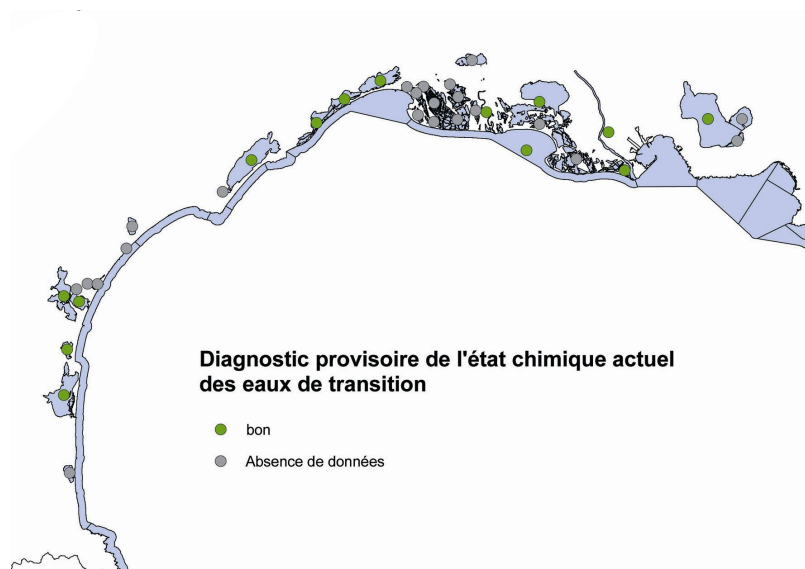 Diagnostic provisoire de l'état chimique actuel
des eaux de transition
bon
Absence de données